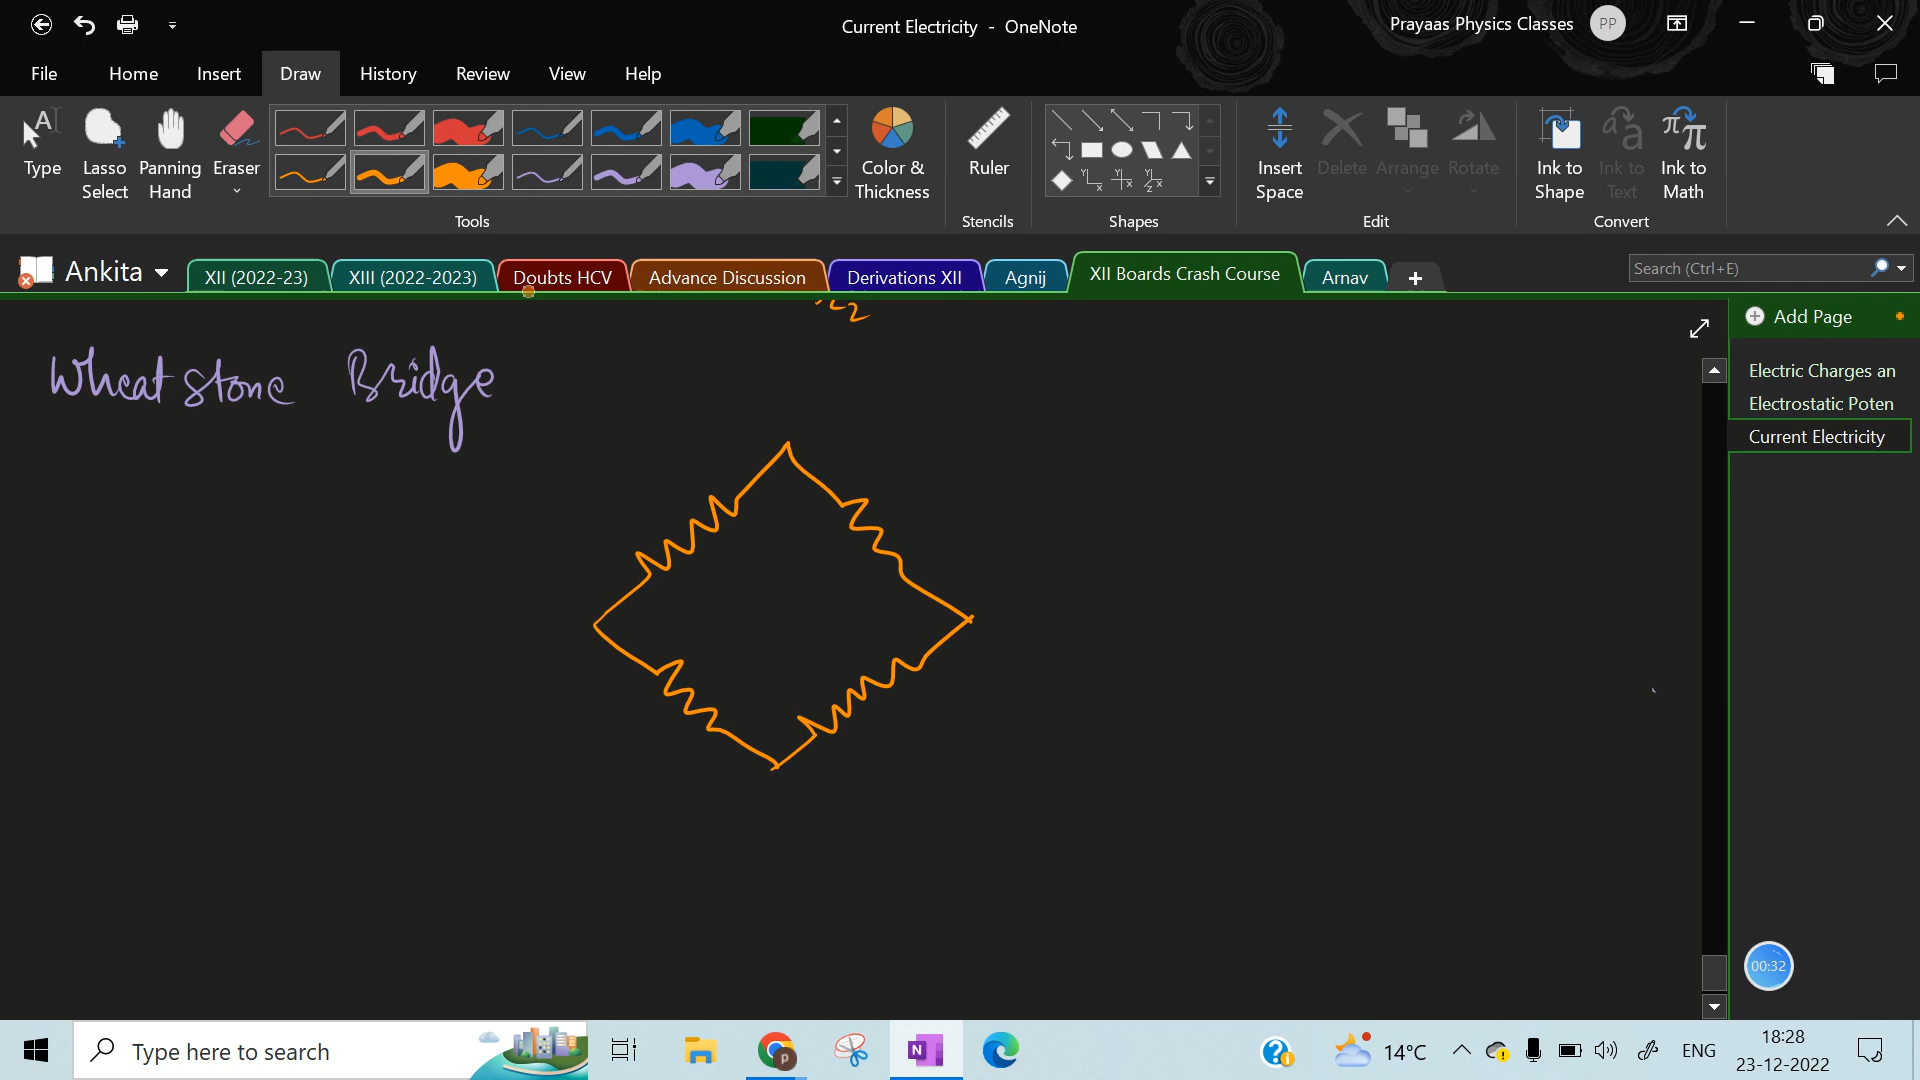 Current Electricity - OneNote
Prayaas Physics Classes PP
File Home Insert Draw History Review View Help
Type
Lasso Select
Panning Hand
Eraser
Color & Thickness
Ruler
Insert Space
Delete
Arrange
Rotate
Ink to Shape
Ink to Text
Ink to Math
Tools Stencils Shapes Edit Convert
Ankita XII (2022-23) XIII (2022-2023) Doubts HCV Advance Discussion Derivations XII Agnij XII Boards Crash Course Arnav + Search (Ctrl+E)
Add Page
Electric Charges an
Electrostatic Poten
Current Electricity
Wheat stone Bridge
00:32
Type here to search
14°C ENG
18:28
23-12-2022